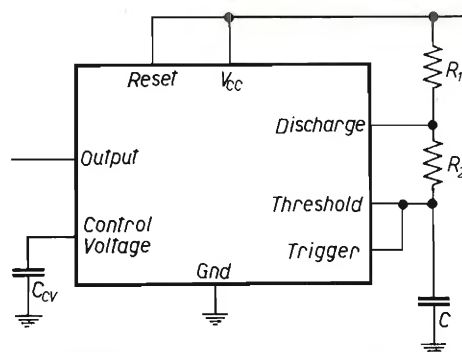 Reset
V_CC
R_1
Discharge
R_2
Output
Threshold
Control
Voltage
Trigger
Gnd
C_CV
C